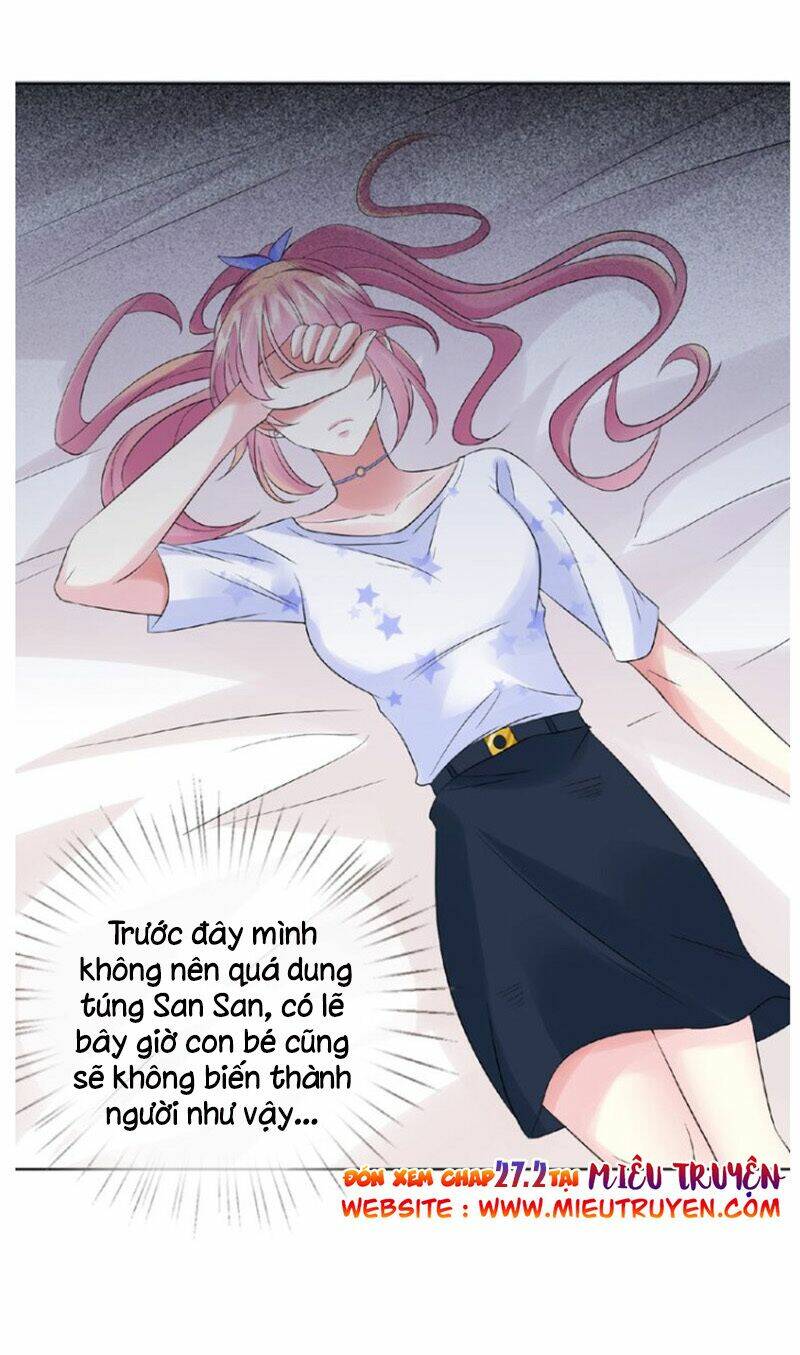 Trước đây mình
không nên quá dung
túng San San, có lẽ
bây giờ con bé cũng
sẽ không biến thành
người như vậy...
ĐÓN XEM CHAP 27.2 TẠI MIÊU TRUYỆN
WEBSITE : WWW.MIEUTRUYEN.COM